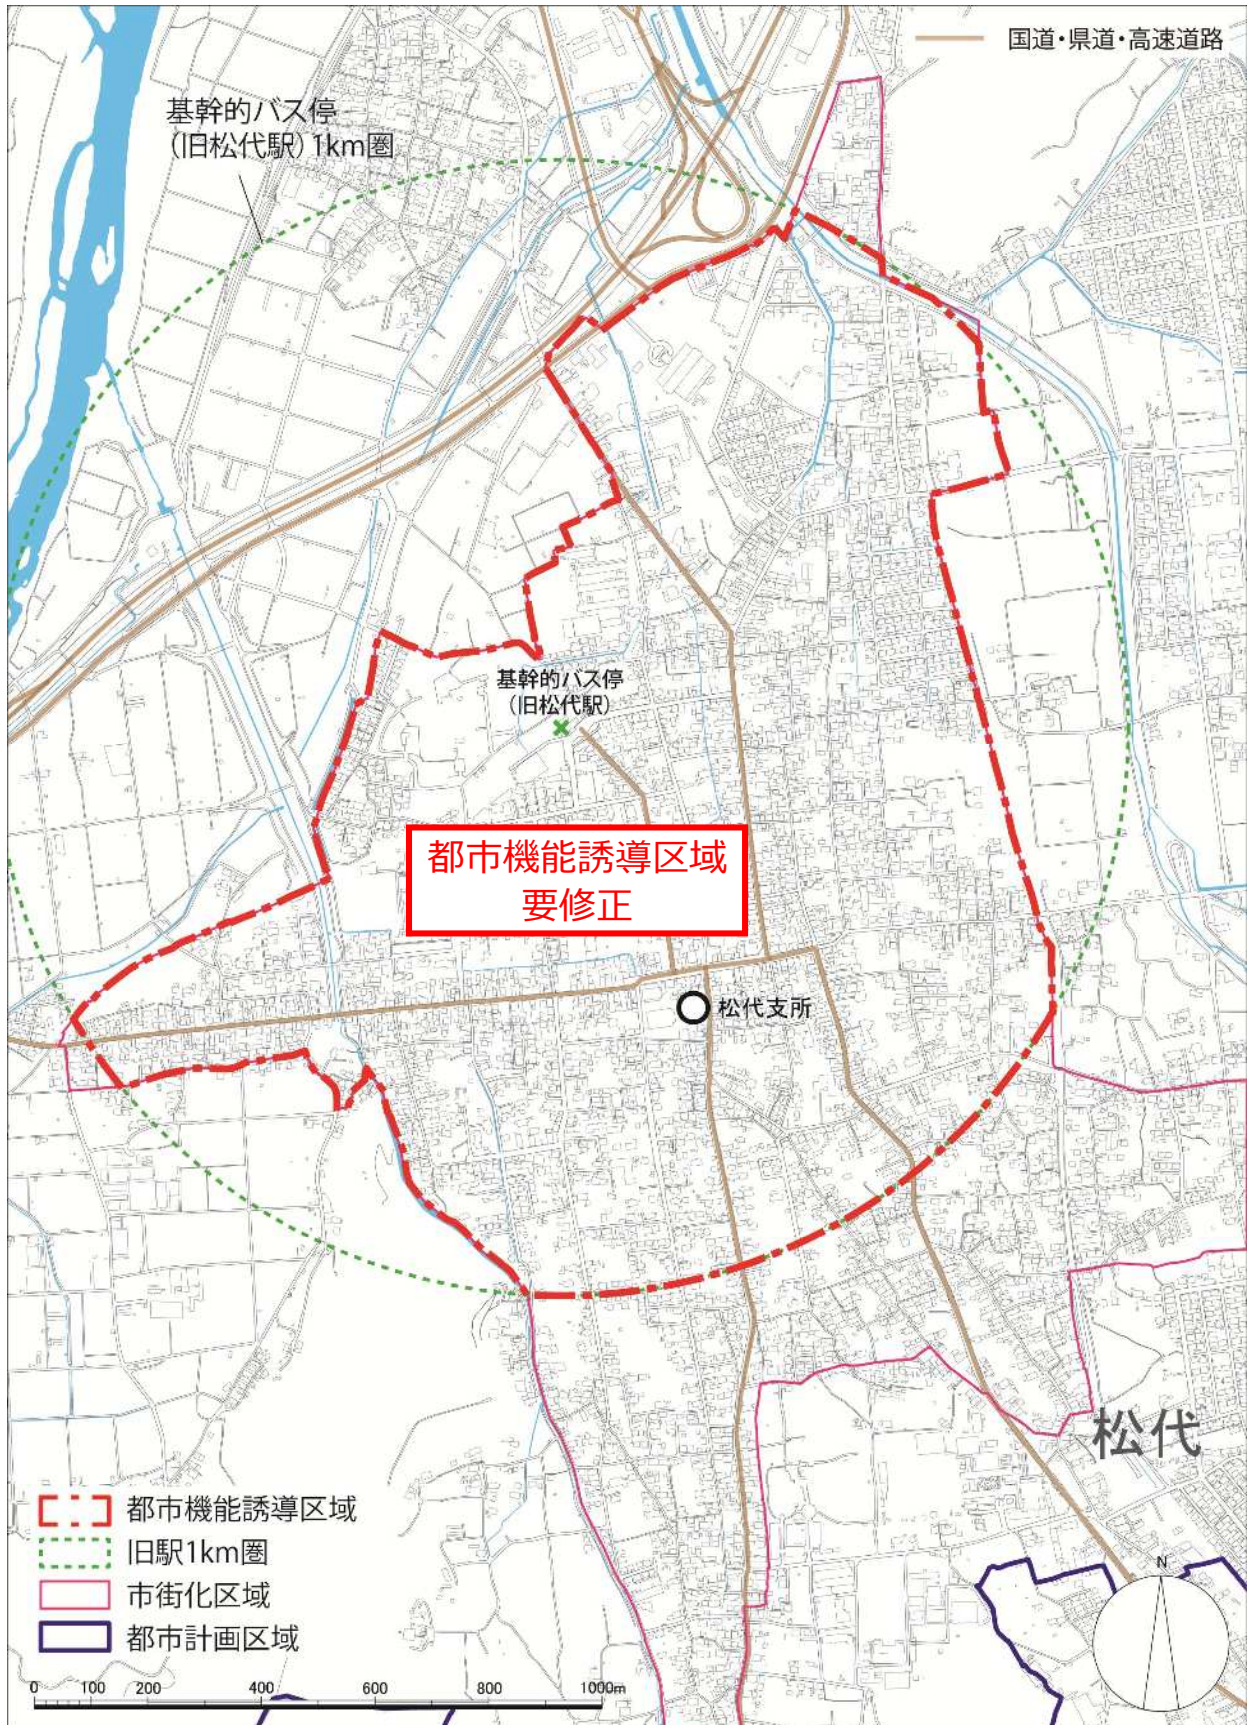 国道・県道・高速道路
基幹的バス停
(旧松代駅)1km圏
基幹的バス停
(旧松代駅)
都市機能誘導区域
要修正
松代支所
松代
都市機能誘導区域
旧駅1km圏
市街化区域
都市計画区域
N
0 100 200 400 600 800 1000m